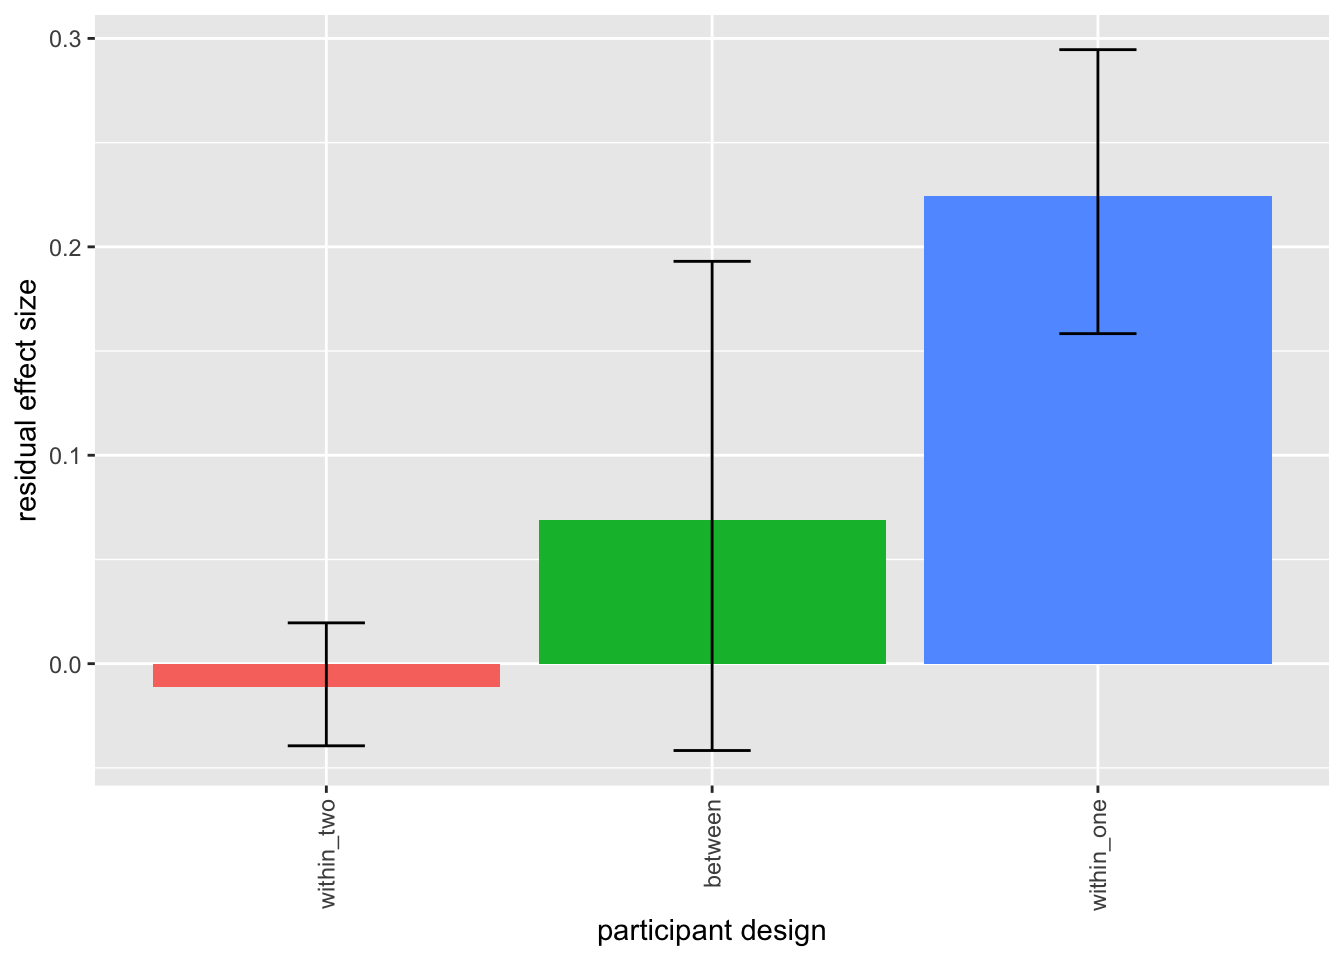 0.3
0.2
0.1
0.0
residual effect size
within_two
between
within_one
participant design